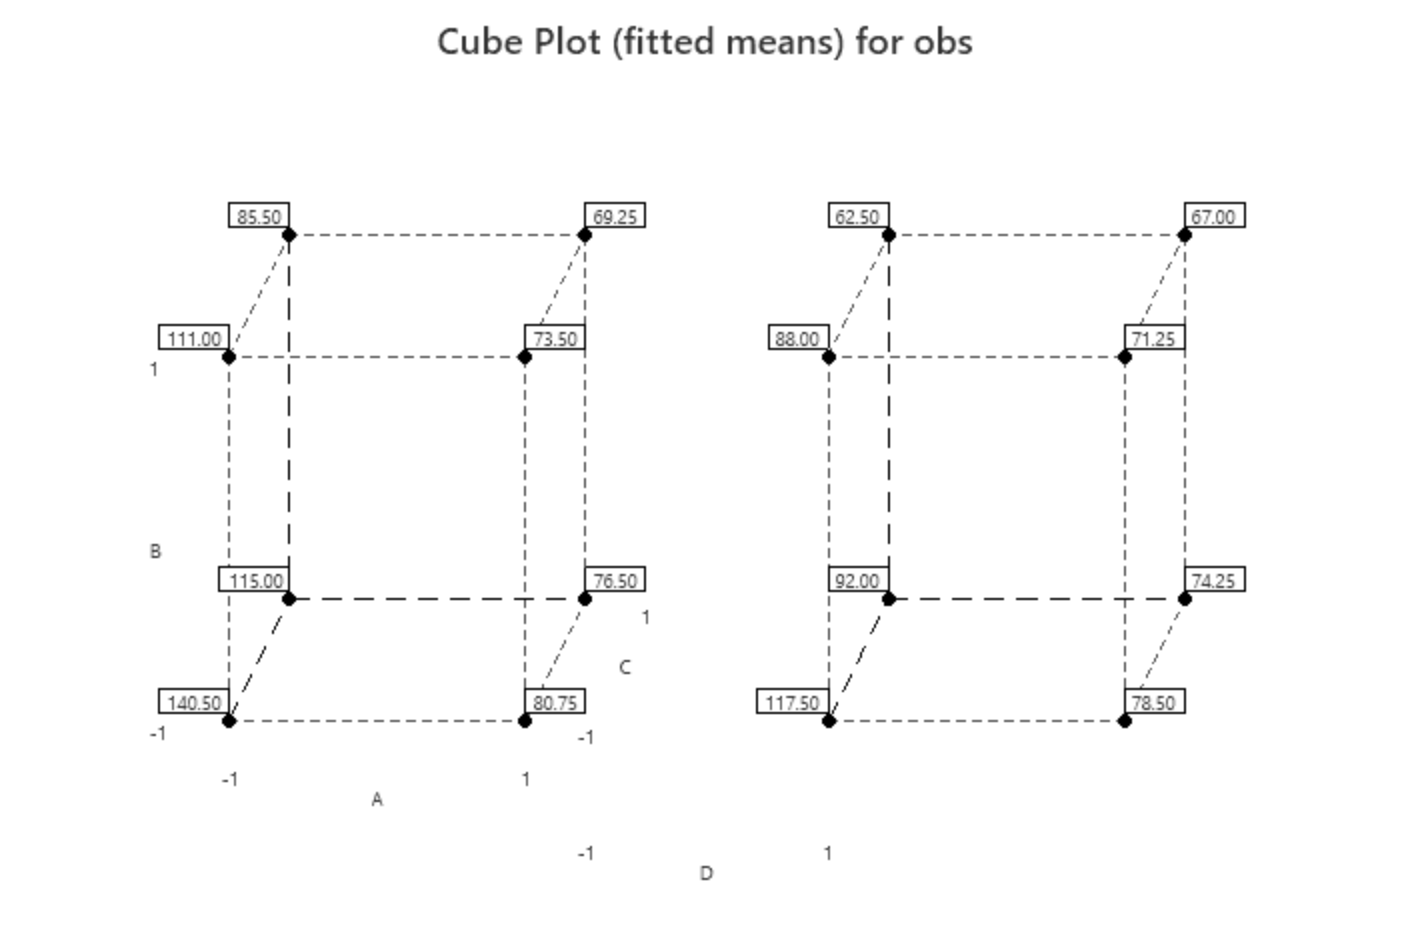 Cube Plot (fitted means) for obs
85.50 69.25 62.50 67.00
111.00 73.50 88.00 71.25
1
B
115.00 76.50 92.00 74.25
1
C
140.50 80.75 117.50 78.50
-1 -1
-1 1
A
-1 1
D